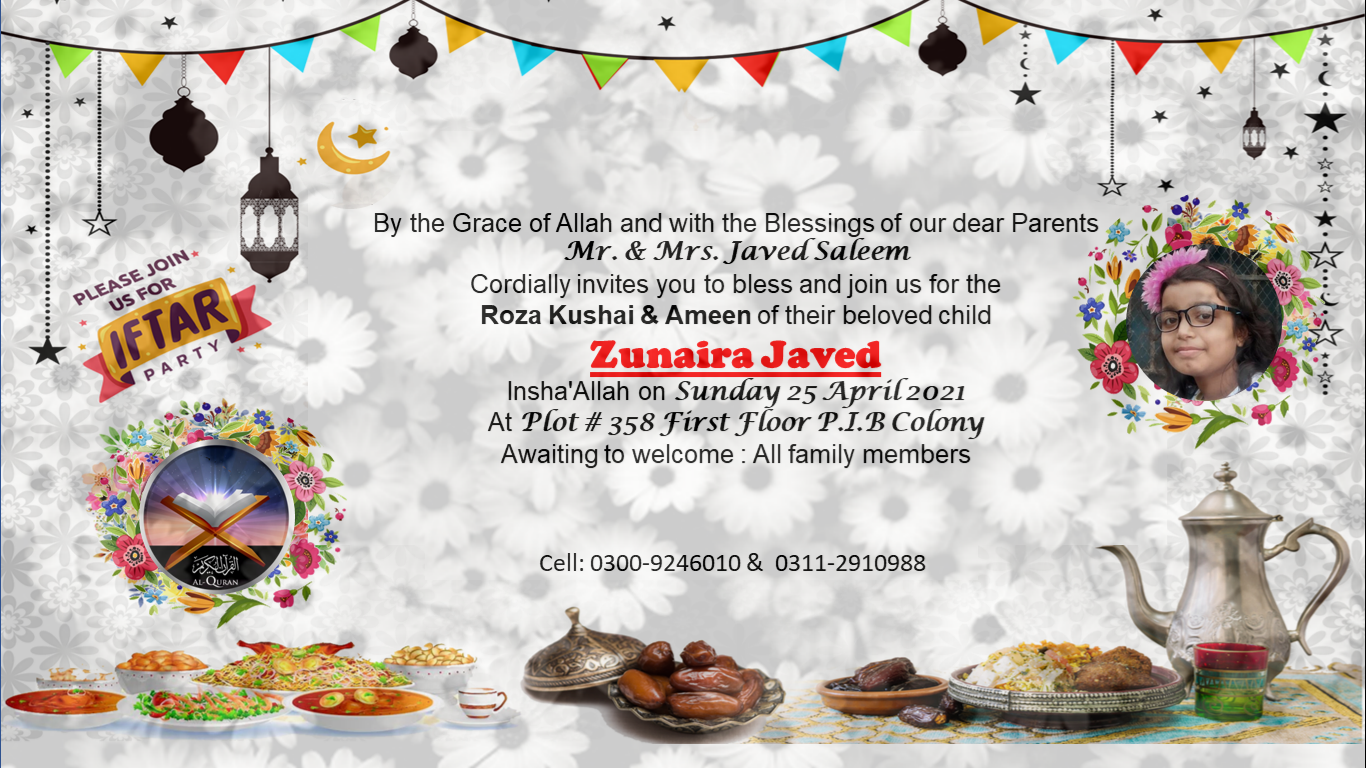 PLEASE JOIN
US FOR
IFTAR
PARTY
By the Grace of Allah and with the Blessings of our dear Parents
Mr. & Mrs. Javed Saleem
Cordially invites you to bless and join us for the
Roza Kushai & Ameen of their beloved child
Zunaira Javed
Insha'Allah on Sunday 25 April 2021
At Plot # 358 First Floor P.I.B Colony
Awaiting to welcome : All family members
Cell: 0300-9246010 & 0311-2910988
القرآن الكريم
AL-QURAN